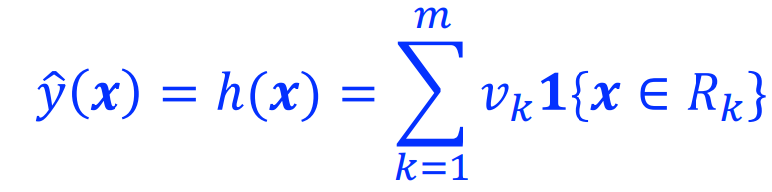 ŷ(𝒙) = h(𝒙) = ∑_{k=1}^{m} v_k 𝟏{𝒙 ∈ R_k}